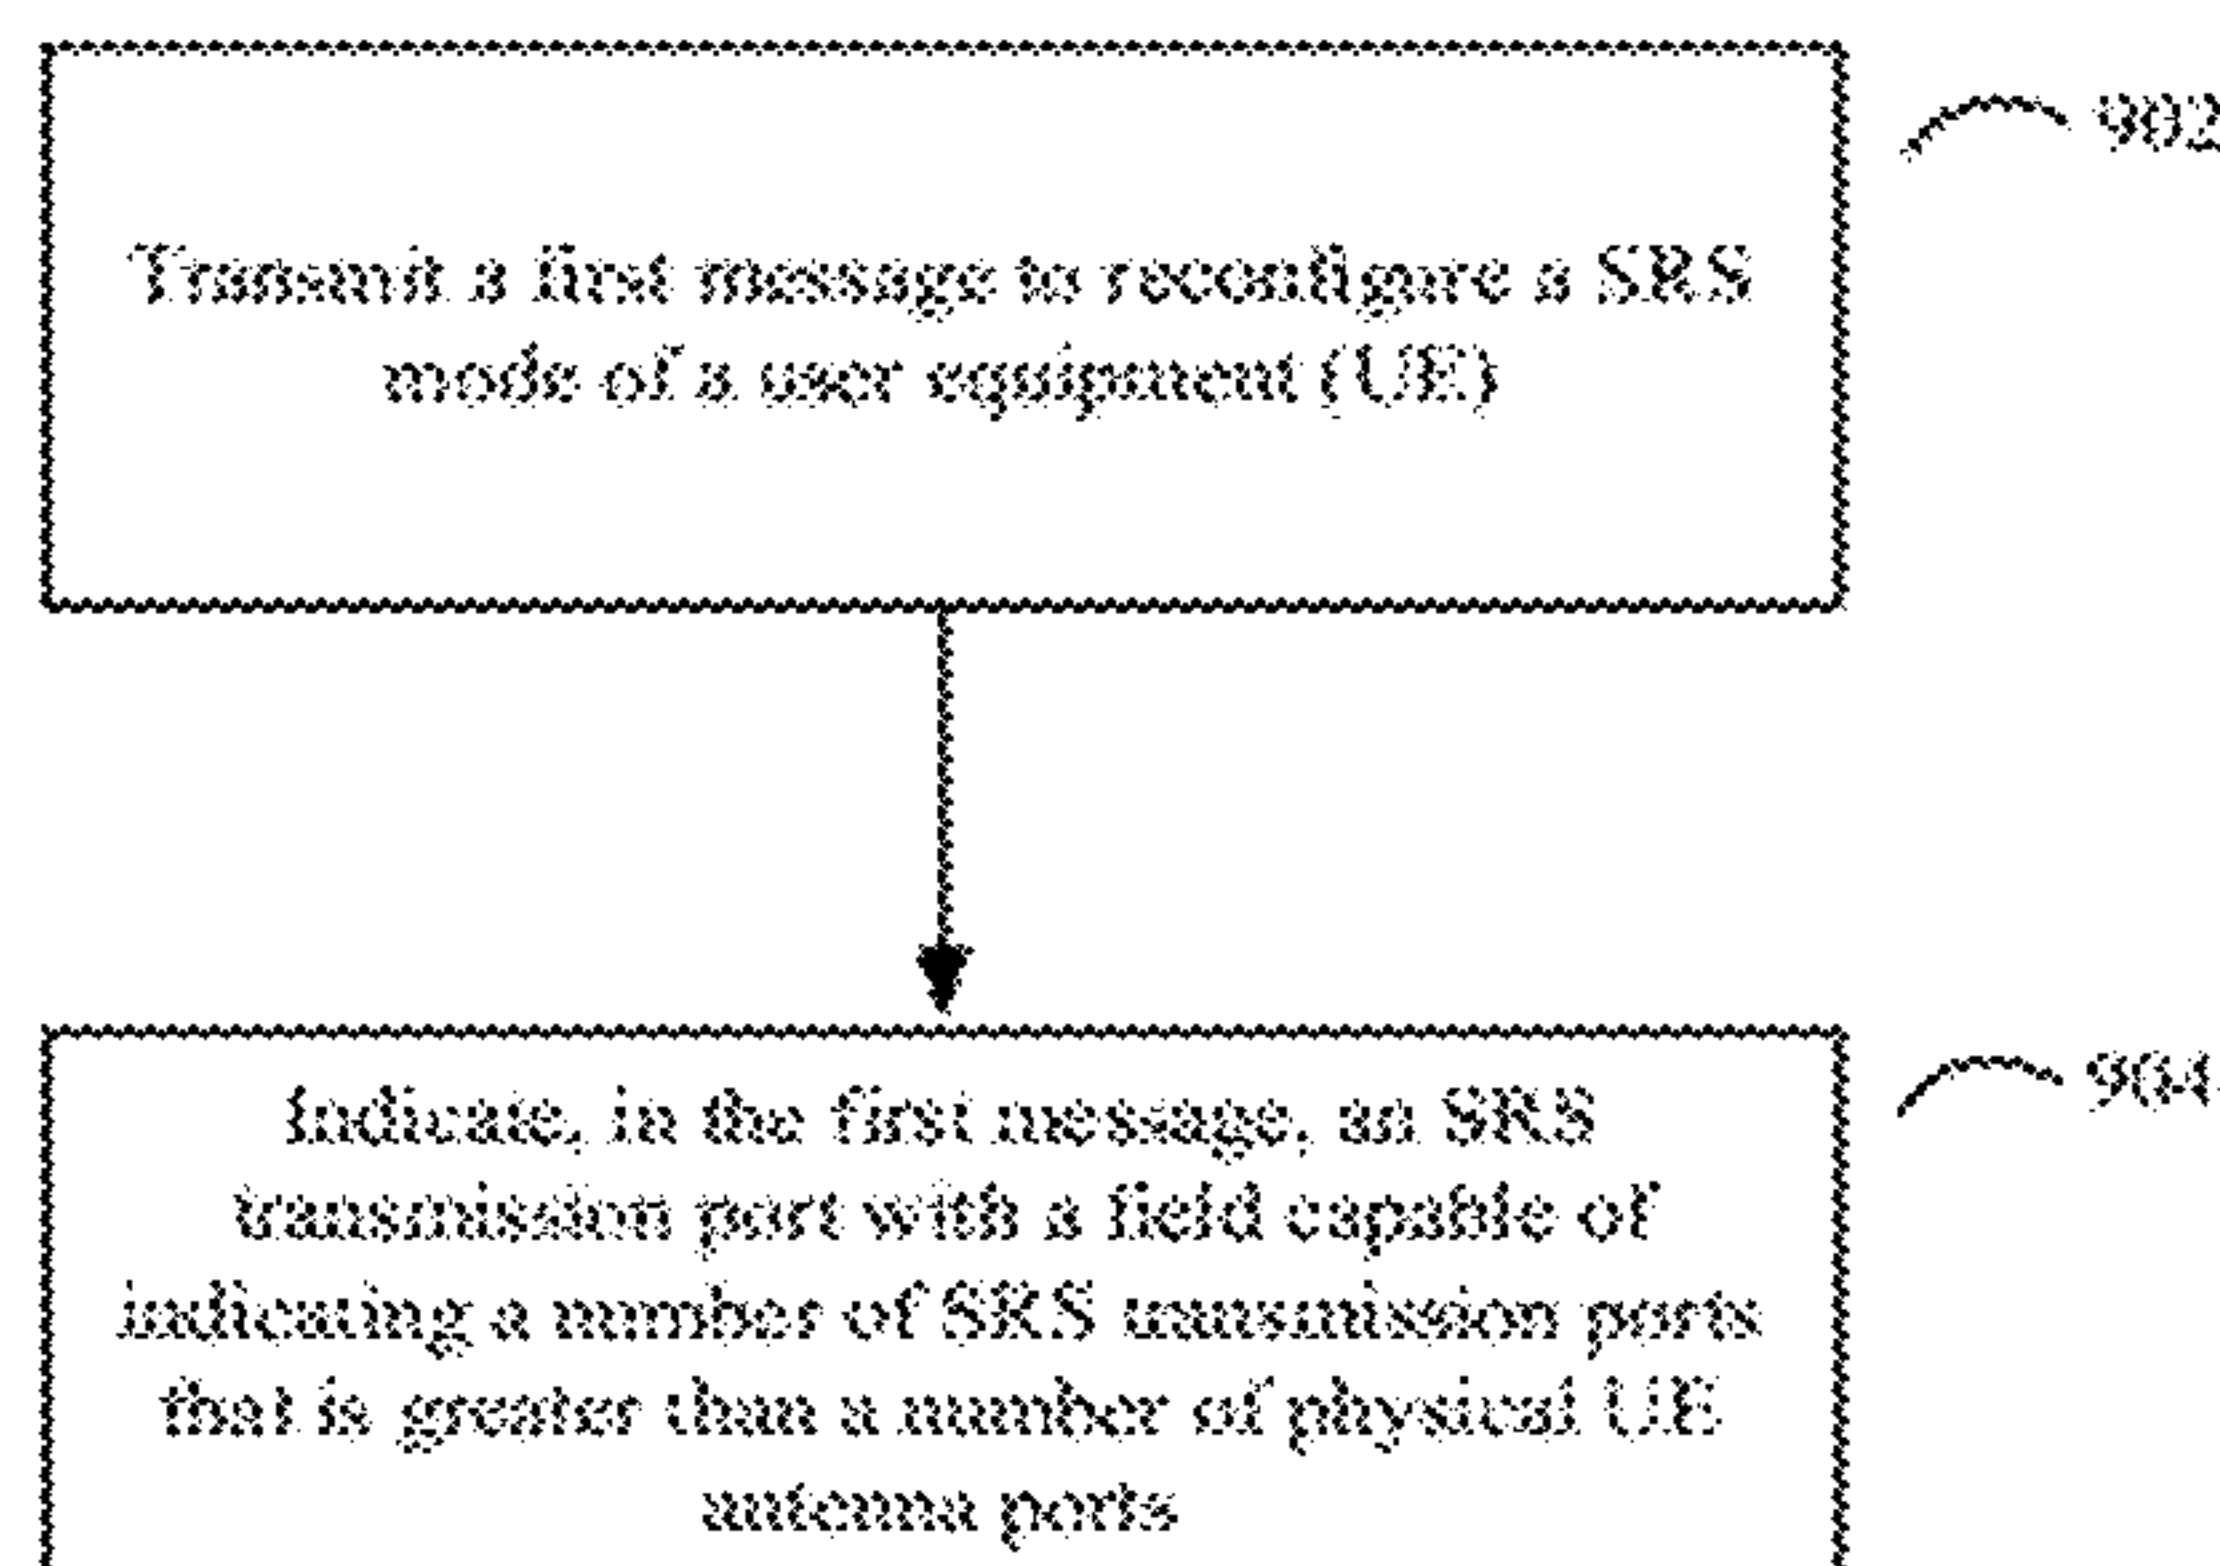 902
Transmit a first message to reconfigure a SRS
mode of a user equipment (UE)
904
Indicate, in the first message, an SRS
transmission port with a field capable of
indicating a number of SRS transmission ports
that is greater than a number of physical UE
antenna ports